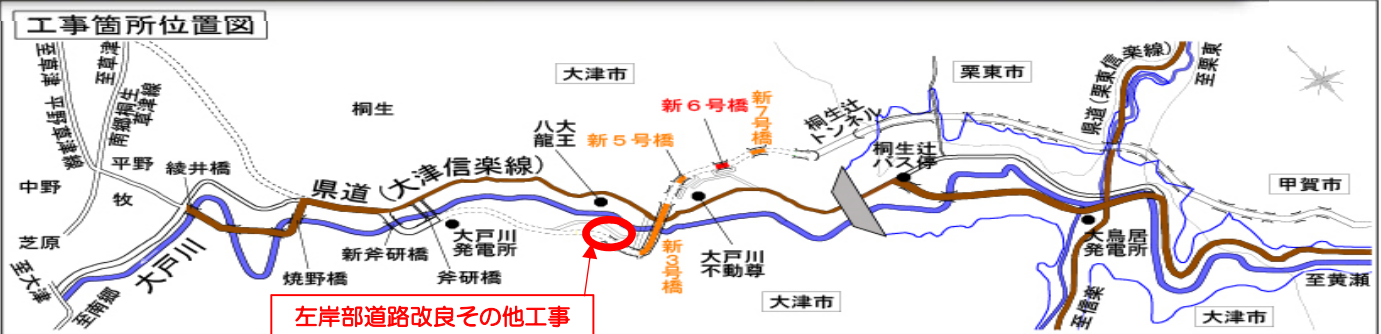 工事箇所位置図
至草津 平野草津線
至草津
南郷桐生
草津線
桐生
大津市
栗東市
県道(栗東信楽線)
至栗東
新6号橋
新7号橋
桐生辻
トンネル
八大
龍王
新5号橋
桐生辻
バス停
中野
平野
綾井橋
牧
県道(大津信楽線)
甲賀市
芝原
大戸川
新斧研橋
大戸川
発電所
新3号橋
大戸川
不動尊
大鳥居
発電所
至大津
至南郷
焼野橋
斧研橋
左岸部道路改良その他工事
大津市
至信楽
大津市
至黄瀬